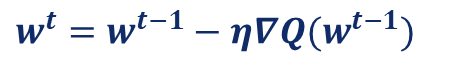 w^t = w^{t-1} − η∇Q(w^{t-1})